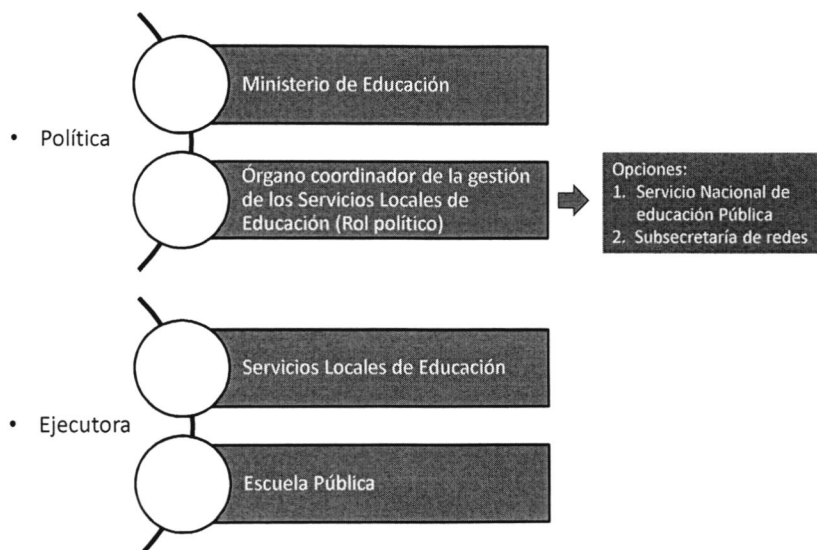 • Política
Ministerio de Educación
Órgano coordinador de la gestión
de los Servicios Locales de
Educación (Rol político)
Opciones:
1. Servicio Nacional de
educación Pública
2. Subsecretaría de redes
• Ejecutora
Servicios Locales de Educación
Escuela Pública